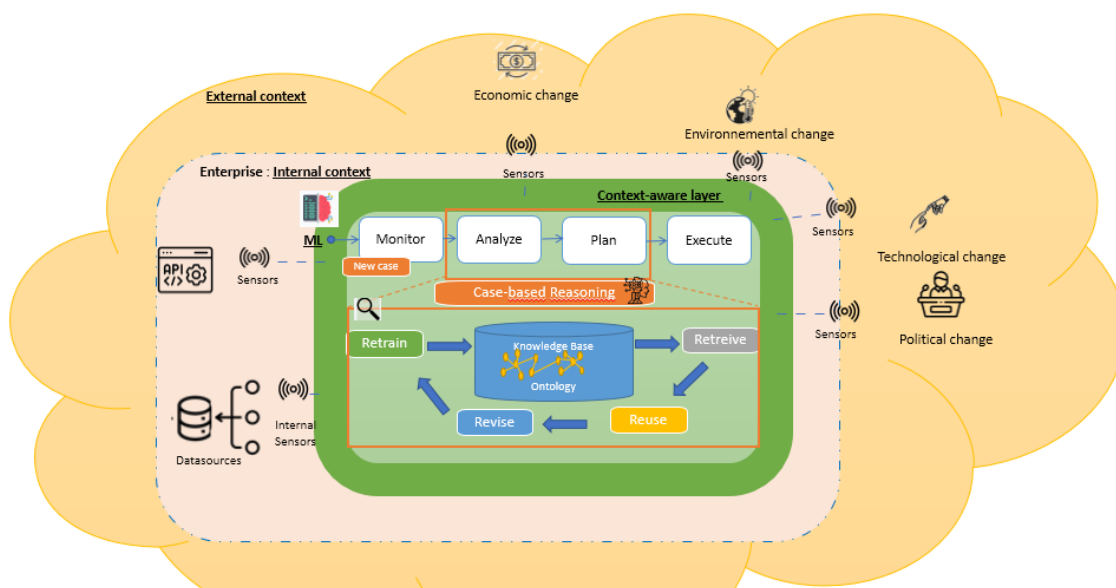 Economic change
External context
Environnemental change
Sensors
Sensors
Enterprise : Internal context
Context-aware layer
ML
Monitor
Analyze
Plan
Execute
Sensors
Technological change
API
</>
Sensors
New case
Case-based Reasoning
Sensors
Political change
Retrain
Knowledge Base
Retreive
Ontology
Revise
Reuse
Internal
Sensors
Datasources